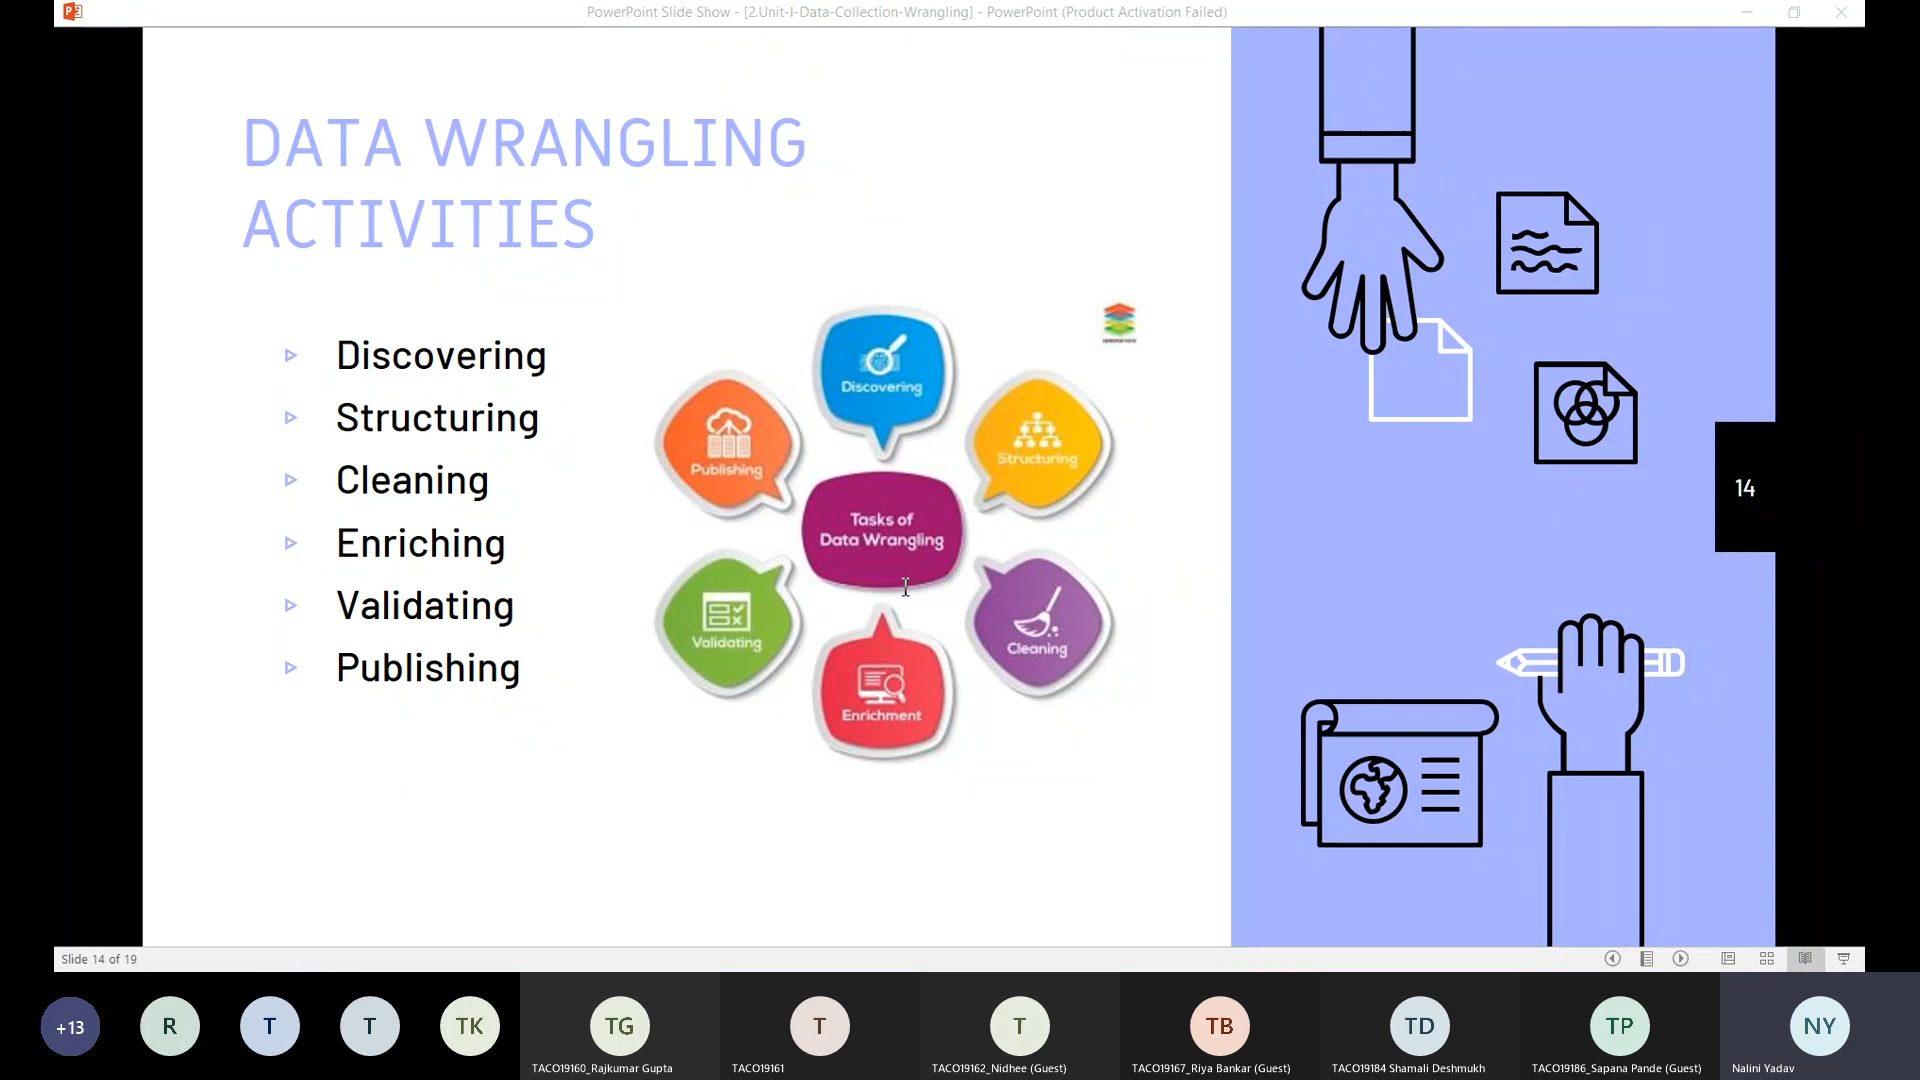 PowerPoint Slide Show - [2.Unit-I-Data-Collection-Wrangling] - PowerPoint (Product Activation Failed)
DATA WRANGLING
ACTIVITIES
Discovering
Structuring
Cleaning
Enriching
Validating
Publishing
Discovering
Publishing
Structuring
Tasks of
Data Wrangling
Validating
Cleaning
Enrichment
14
Slide 14 of 19
+13
R
T
T
TK
TG
TACO19160_Rajkumar Gupta
T
TACO19161
T
TACO19162_Nidhee (Guest)
TB
TACO19167_Riya Bankar (Guest)
TD
TACO19184 Shamali Deshmukh
TP
TACO19186_Sapana Pande (Guest)
NY
Nalini Yadav